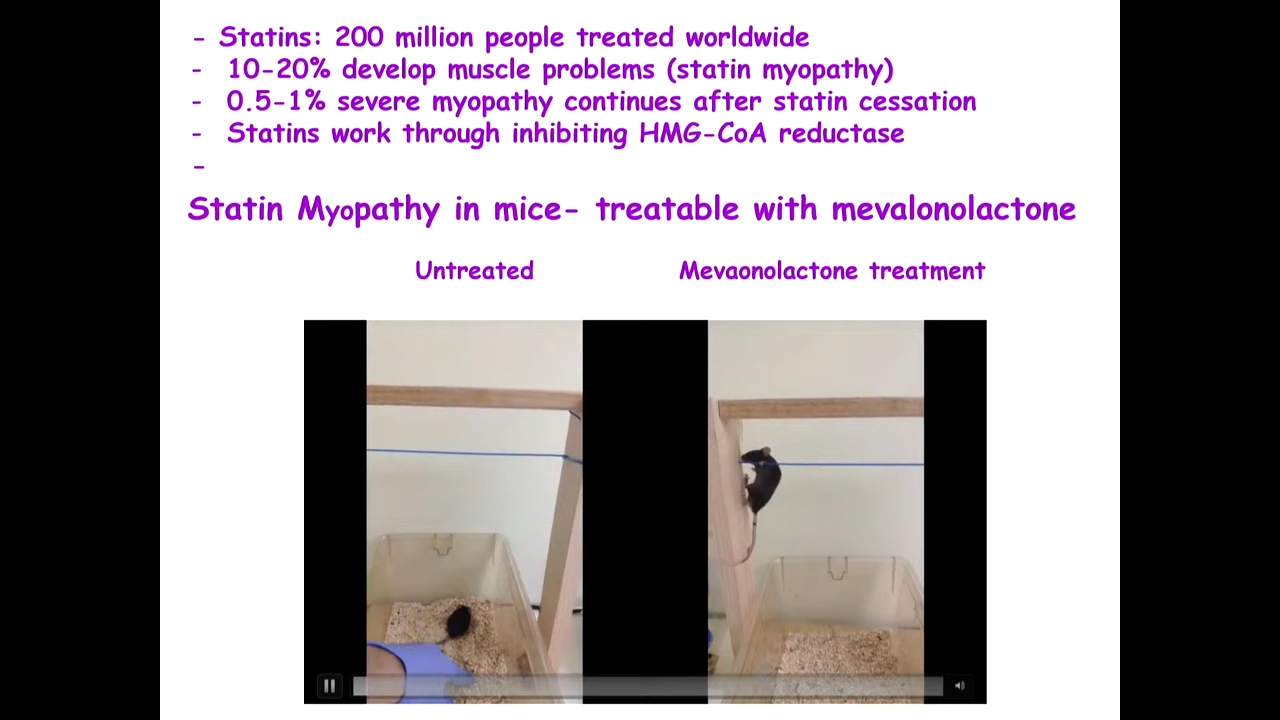 - Statins: 200 million people treated worldwide
- 10-20% develop muscle problems (statin myopathy)
- 0.5-1% severe myopathy continues after statin cessation
- Statins work through inhibiting HMG-CoA reductase
-
Statin Myopathy in mice- treatable with mevalonolactone
Untreated
Mevaonolactone treatment